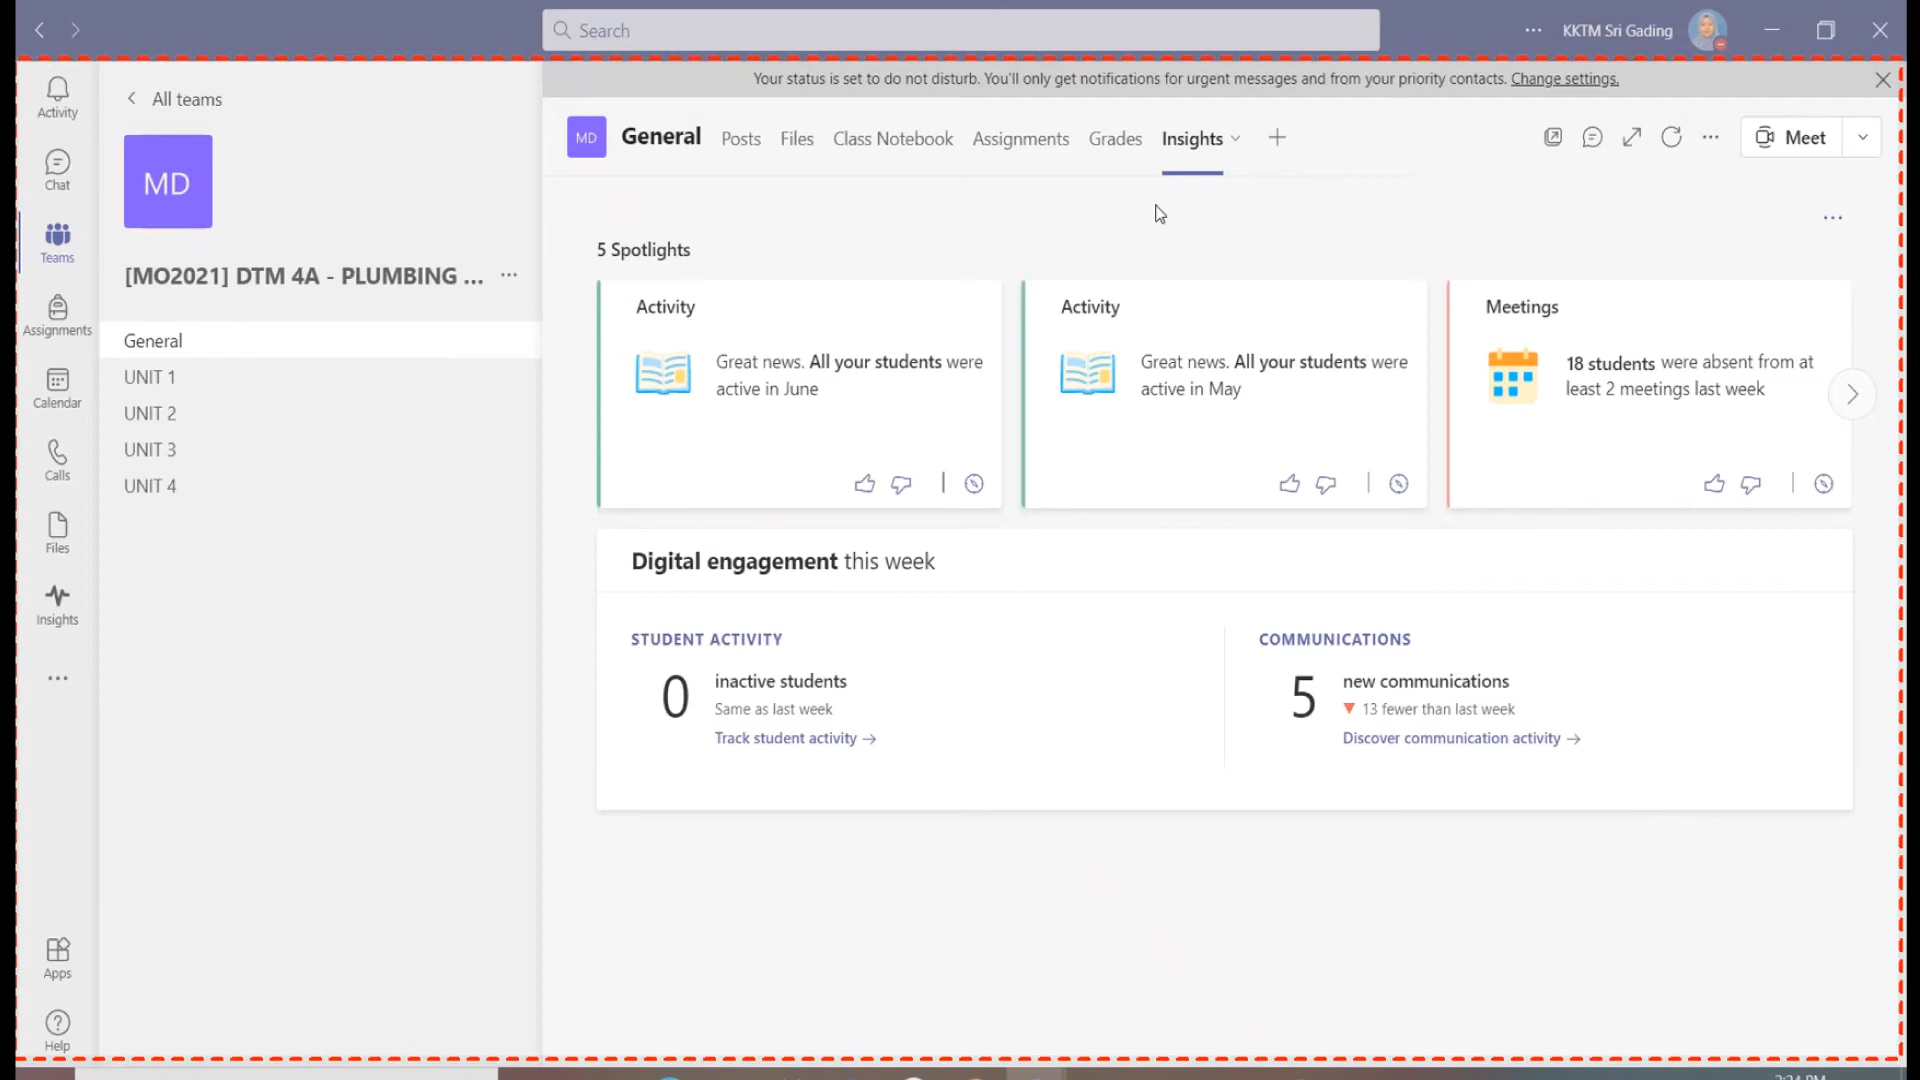 Search
KKTM Sri Gading
Your status is set to do not disturb. You'll only get notifications for urgent messages and from your priority contacts. Change settings.
Activity
Chat
Teams
Assignments
Calendar
Calls
Files
Insights
Apps
Help
All teams
MD
[MO2021] DTM 4A - PLUMBING ...
General
UNIT 1
UNIT 2
UNIT 3
UNIT 4
MD General Posts Files Class Notebook Assignments Grades Insights
Meet
5 Spotlights
Activity
Great news. All your students were
active in June
Activity
Great news. All your students were
active in May
Meetings
18 students were absent from at
least 2 meetings last week
Digital engagement this week
STUDENT ACTIVITY
0 inactive students
Same as last week
Track student activity →
COMMUNICATIONS
5 new communications
▼ 13 fewer than last week
Discover communication activity →